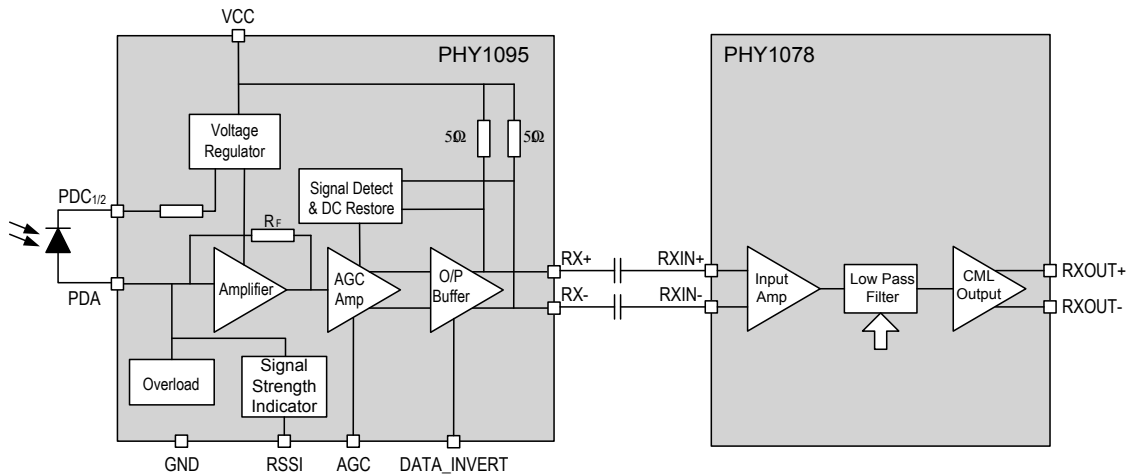 VCC
PHY1095
PHY1078
Voltage
Regulator
5Ω
5Ω
PDC1/2
Signal Detect
& DC Restore
RF
Amplifier
AGC
Amp
O/P
Buffer
RX+
RX-
RXIN+
RXIN-
Input
Amp
Low Pass
Filter
CML
Output
RXOUT+
RXOUT-
PDA
Overload
Signal
Strength
Indicator
GND
RSSI
AGC
DATA_INVERT